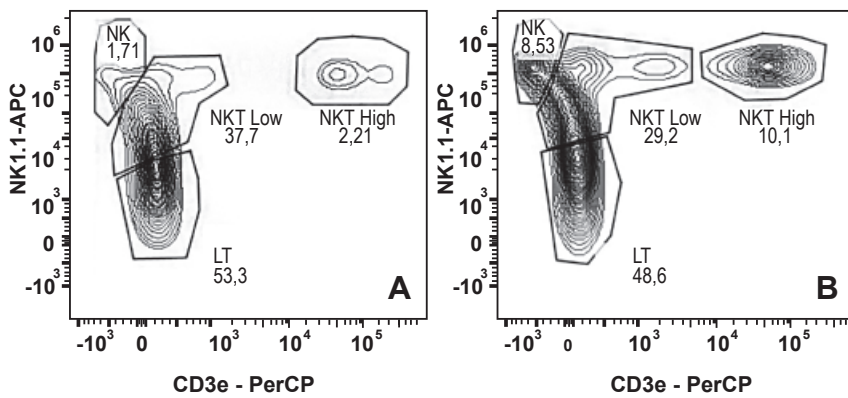 NK1.1-APC
10⁶
10⁵
10⁴
10³
0
-10³
NK
1,71
NKT Low
37,7
NKT High
2,21
LT
53,3
A
-10³ 0 10³ 10⁴ 10⁵
CD3e - PerCP
NK1.1-APC
10⁶
10⁵
10⁴
10³
0
-10³
NK
8,53
NKT Low
29,2
NKT High
10,1
LT
48,6
B
-10³ 0 10³ 10⁴ 10⁵
CD3e - PerCP